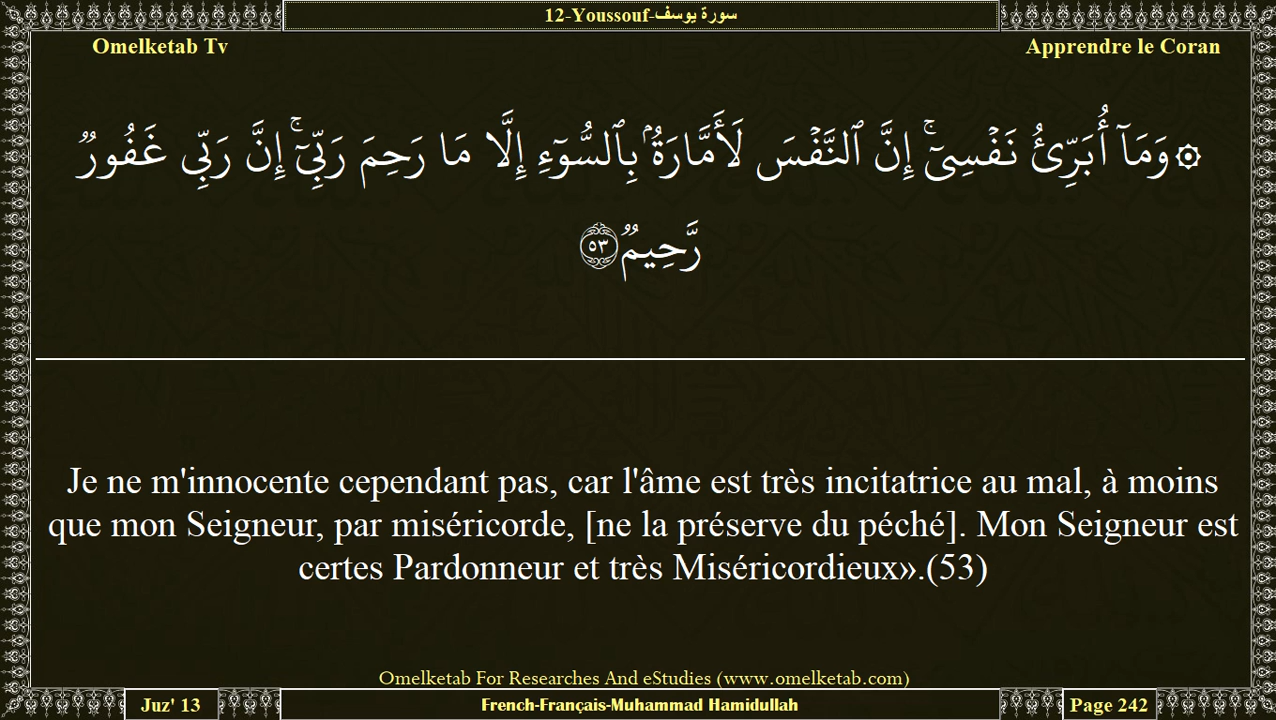 12-Youssouf-سورة يوسف
Omelketab Tv
Apprendre le Coran
۞ وَمَآ أُبَرِّئُ نَفْسِىٓ ۚ إِنَّ ٱلنَّفْسَ لَأَمَّارَةٌۢ بِٱلسُّوٓءِ إِلَّا مَا رَحِمَ رَبِّىٓ ۚ إِنَّ رَبِّى غَفُورٌ
رَّحِيمٌ ٥٣
Je ne m'innocente cependant pas, car l'âme est très incitatrice au mal, à moins
que mon Seigneur, par miséricorde, [ne la préserve du péché]. Mon Seigneur est
certes Pardonneur et très Miséricordieux».(53)
Omelketab For Researches And eStudies (www.omelketab.com)
Juz' 13
French-Français-Muhammad Hamidullah
Page 242